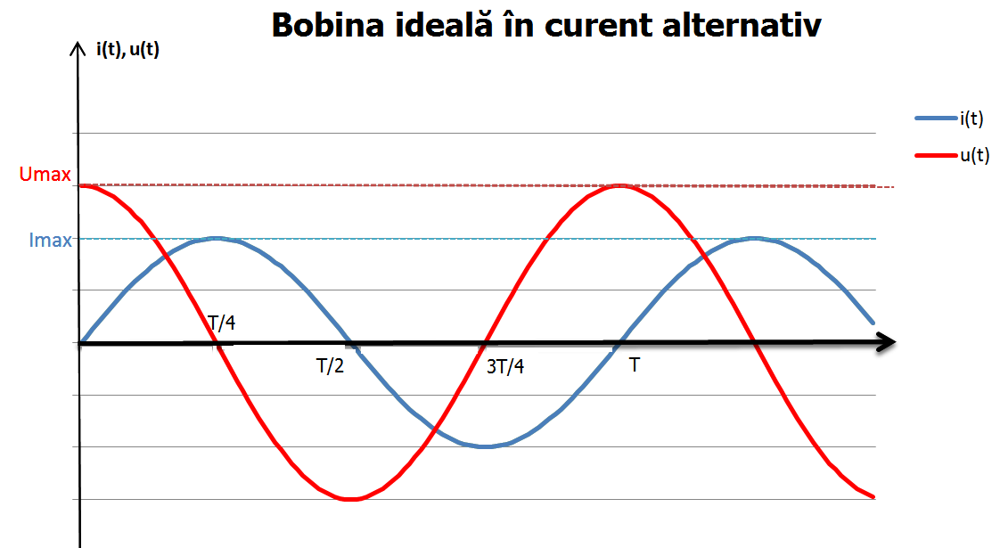 Bobina ideală în curent alternativ
i(t), u(t)
i(t)
u(t)
Umax
Imax
T/4
T/2
3T/4
T